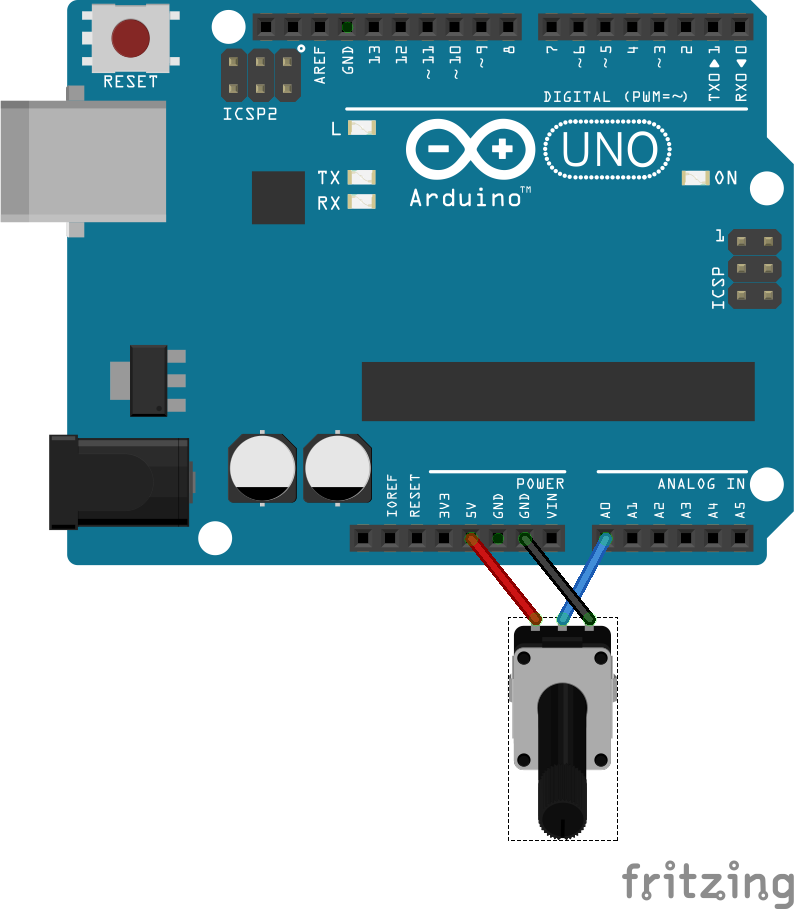 RESET
ICSP2
AREF
GND
13
12
~11
~10
~9
8
7
~6
~5
4
~3
2
TX0▶1
RX0◀0
DIGITAL (PWM=~)
L
TX
RX
Arduino™
UNO
ON
1
ICSP
IOREF
RESET
3V3
5V
GND
GND
VIN
POWER
ANALOG IN
A0
A1
A2
A3
A4
A5
fritzing